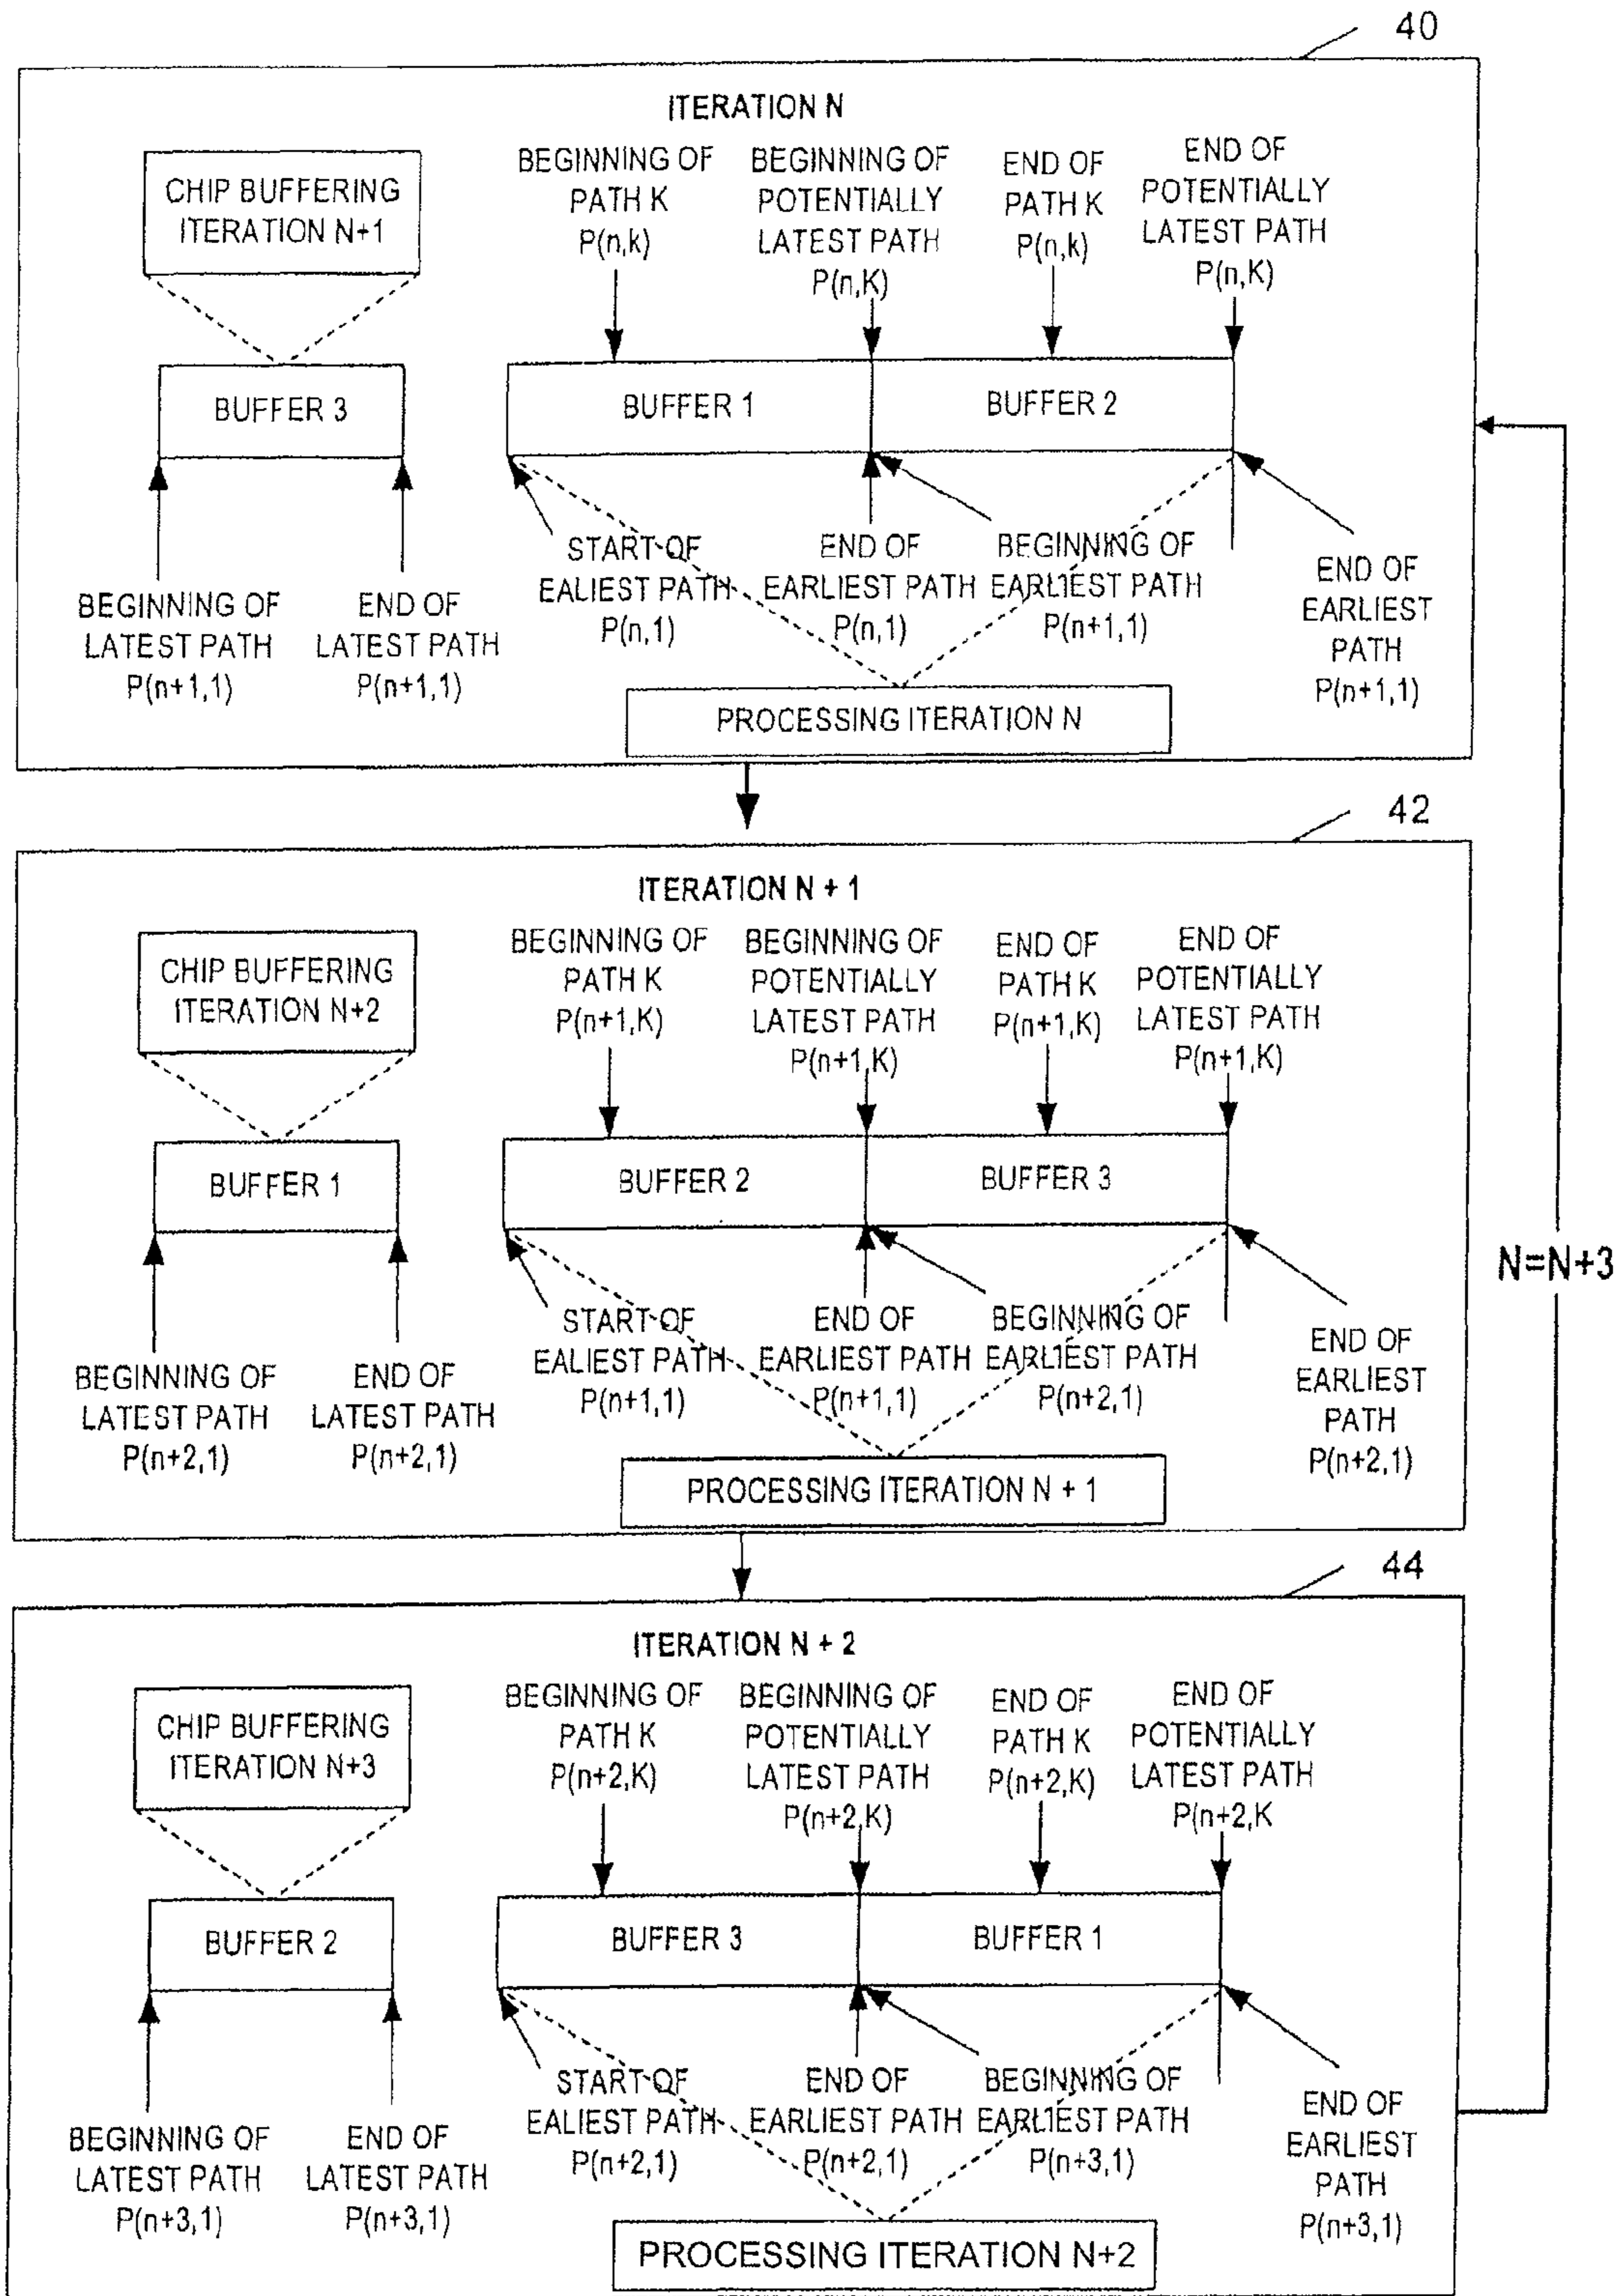 40
ITERATION N
CHIP BUFFERING
ITERATION N+1
BEGINNING OF
PATH K
P(n,k)
BEGINNING OF
POTENTIALLY
LATEST PATH
P(n,K)
END OF
PATH K
P(n,k)
END OF
POTENTIALLY
LATEST PATH
P(n,K)
BUFFER 3
BUFFER 1
BUFFER 2
BEGINNING OF
LATEST PATH
P(n+1,1)
END OF
LATEST PATH
P(n+1,1)
START OF
EALIEST PATH
P(n,1)
END OF
EARLIEST PATH
P(n,1)
BEGINNING OF
EARLIEST PATH
P(n+1,1)
END OF
EARLIEST
PATH
P(n+1,1)
PROCESSING ITERATION N
42
ITERATION N + 1
CHIP BUFFERING
ITERATION N+2
BEGINNING OF
PATH K
P(n+1,K)
BEGINNING OF
POTENTIALLY
LATEST PATH
P(n+1,K)
END OF
PATH K
P(n+1,K)
END OF
POTENTIALLY
LATEST PATH
P(n+1,K)
BUFFER 1
BUFFER 2
BUFFER 3
BEGINNING OF
LATEST PATH
P(n+2,1)
END OF
LATEST PATH
P(n+2,1)
START OF
EALIEST PATH
P(n+1,1)
END OF
EARLIEST PATH
P(n+1,1)
BEGINNING OF
EARLIEST PATH
P(n+2,1)
END OF
EARLIEST
PATH
P(n+2,1)
PROCESSING ITERATION N + 1
N=N+3
44
ITERATION N + 2
CHIP BUFFERING
ITERATION N+3
BEGINNING OF
PATH K
P(n+2,K)
BEGINNING OF
POTENTIALLY
LATEST PATH
P(n+2,K)
END OF
PATH K
P(n+2,K)
END OF
POTENTIALLY
LATEST PATH
P(n+2,K
BUFFER 2
BUFFER 3
BUFFER 1
BEGINNING OF
LATEST PATH
P(n+3,1)
END OF
LATEST PATH
P(n+3,1)
START OF
EALIEST PATH
P(n+2,1)
END OF
EARLIEST PATH
P(n+2,1)
BEGINNING OF
EARLIEST PATH
P(n+3,1)
END OF
EARLIEST
PATH
P(n+3,1)
PROCESSING ITERATION N+2